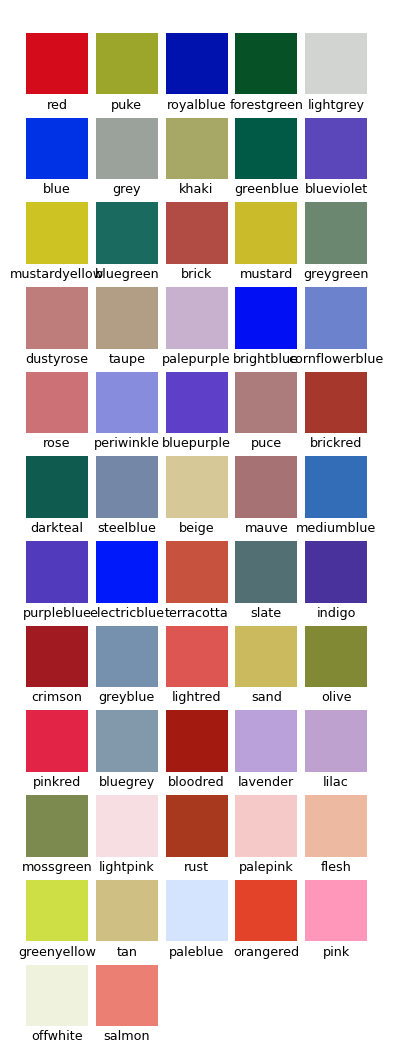 red puke royalblue forestgreen lightgrey
blue grey khaki greenblue blueviolet
mustardyellow bluegreen brick mustard greygreen
dustyrose taupe palepurple brightblue cornflowerblue
rose periwinkle bluepurple puce brickred
darkteal steelblue beige mauve mediumblue
purpleblue electricblue terracotta slate indigo
crimson greyblue lightred sand olive
pinkred bluegrey bloodred lavender lilac
mossgreen lightpink rust palepink flesh
greenyellow tan paleblue orangered pink
offwhite salmon